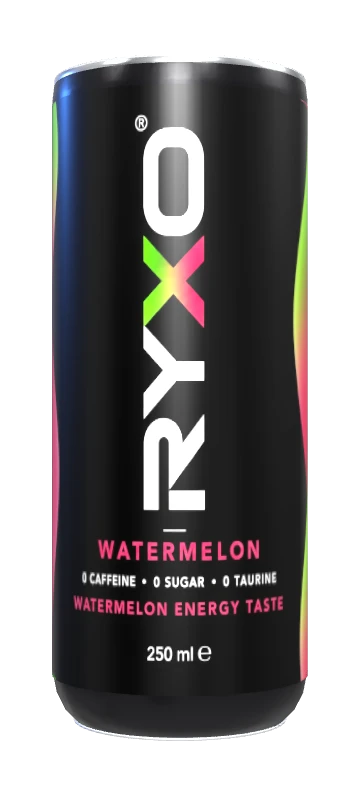 RYXO®
WATERMELON
0 CAFFEINE • 0 SUGAR • 0 TAURINE
WATERMELON ENERGY TASTE
250 ml ℮